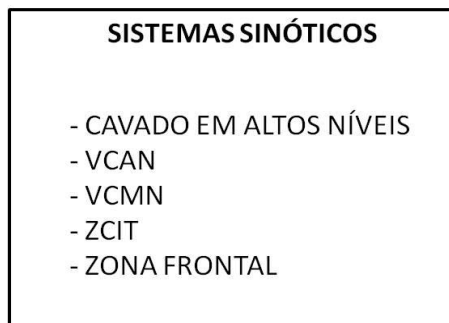 SISTEMAS SINÓTICOS
- CAVADO EM ALTOS NÍVEIS
- VCAN
- VCMN
- ZCIT
- ZONA FRONTAL